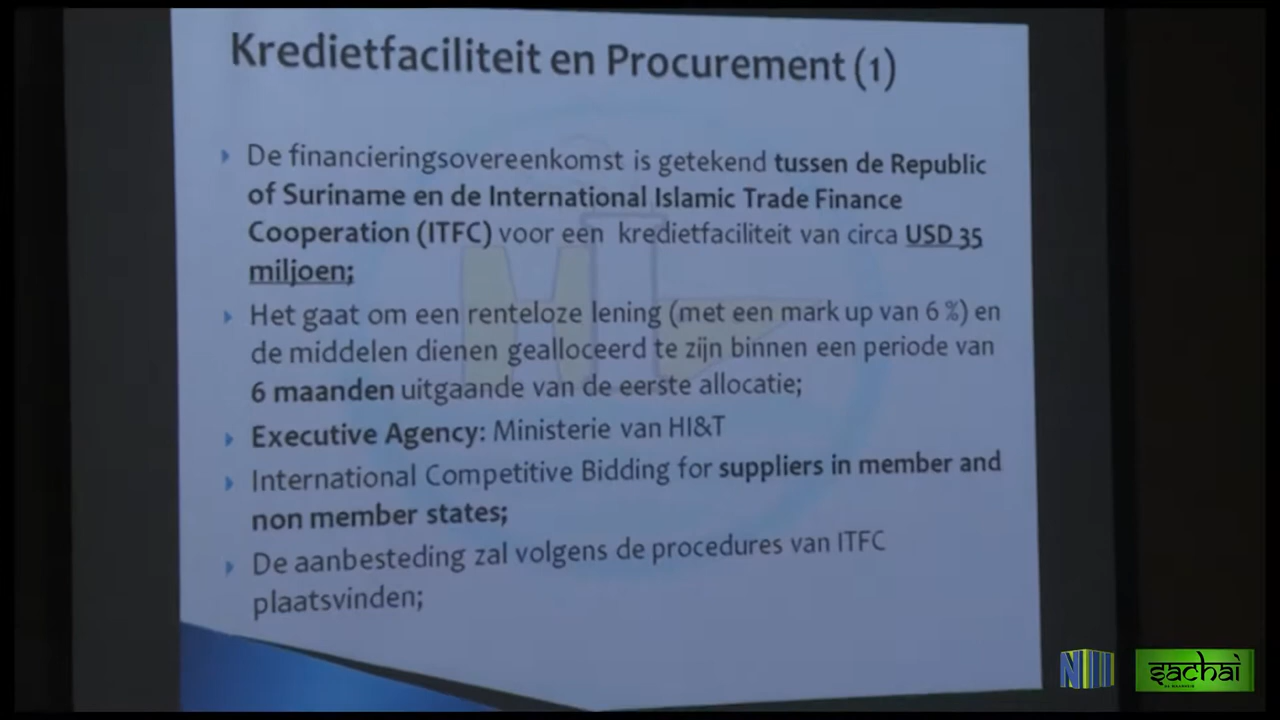 Kredietfaciliteit en Procurement (1)
De financieringsovereenkomst is getekend tussen de Republic
of Suriname en de International Islamic Trade Finance
Cooperation (ITFC) voor een kredietfaciliteit van circa USD 35
miljoen;
Het gaat om een renteloze lening (met een mark up van 6 %) en
de middelen dienen gealloceerd te zijn binnen een periode van
6 maanden uitgaande van de eerste allocatie;
Executive Agency: Ministerie van HI&T
International Competitive Bidding for suppliers in member and
non member states;
De aanbesteding zal volgens de procedures van ITFC
plaatsvinden;
NII
sachai